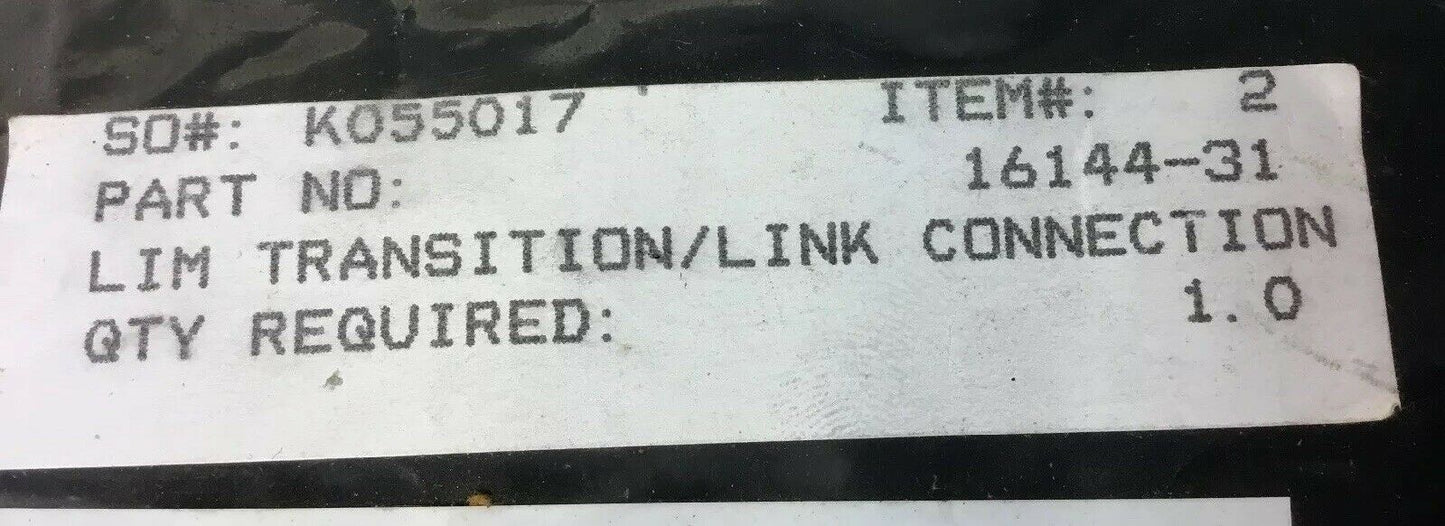 SO#: K055017 ITEM#: 2
PART NO: 16144-31
LIM TRANSITION/LINK CONNECTION
QTY REQUIRED: 1.0